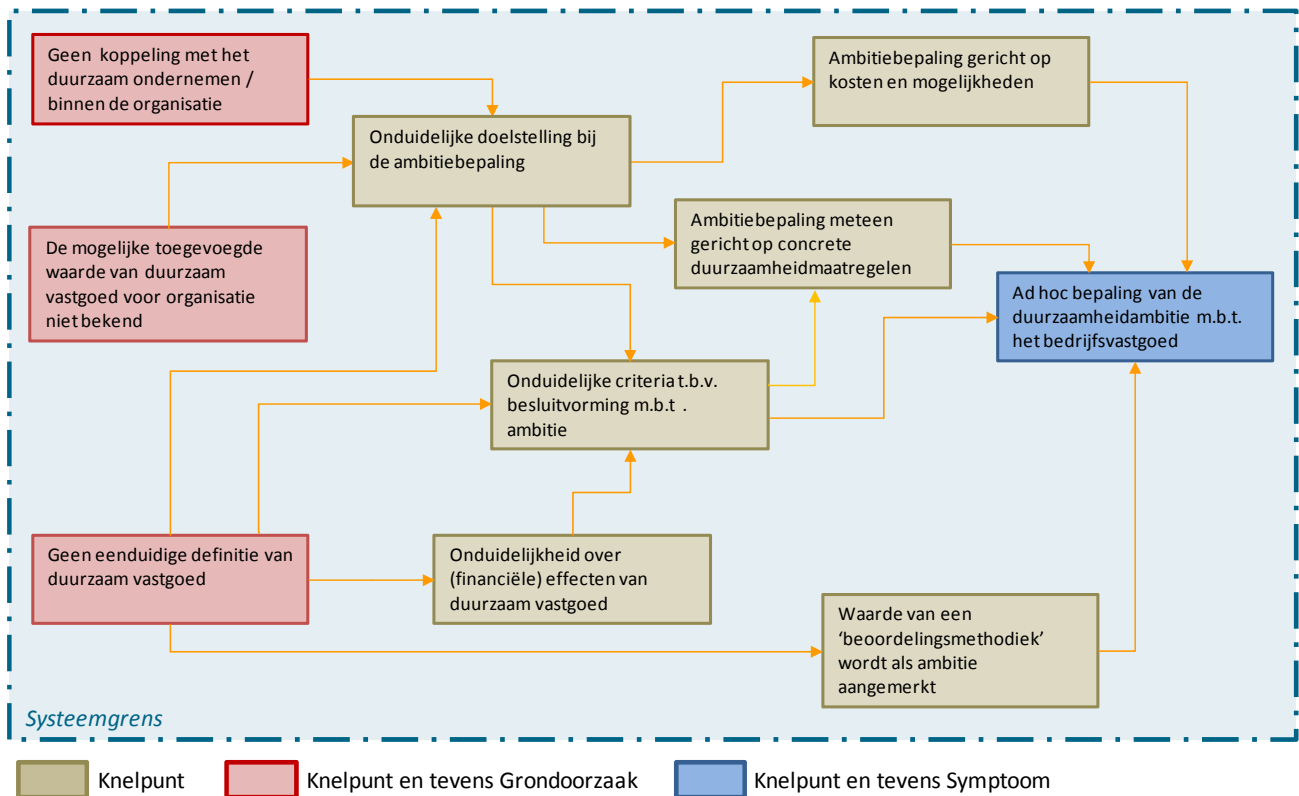 Geen koppeling met het
duurzaam ondernemen /
binnen de organisatie
Ambitiebepaling gericht op
kosten en mogelijkheden
Onduidelijke doelstelling bij
de ambitiebepaling
De mogelijke toegevoegde
waarde van duurzaam
vastgoed voor organisatie
niet bekend
Ambitiebepaling meteen
gericht op concrete
duurzaamheidmaatregelen
Ad hoc bepaling van de
duurzaamheidambitie m.b.t.
het bedrijfsvastgoed
Onduidelijke criteria t.b.v.
besluitvorming m.b.t .
ambitie
Geen eenduidige definitie van
duurzaam vastgoed
Onduidelijkheid over
(financiële) effecten van
duurzaam vastgoed
Waarde van een
‘beoordelingsmethodiek’
wordt als ambitie
aangemerkt
Systeemgrens
Knelpunt
Knelpunt en tevens Grondoorzaak
Knelpunt en tevens Symptoom